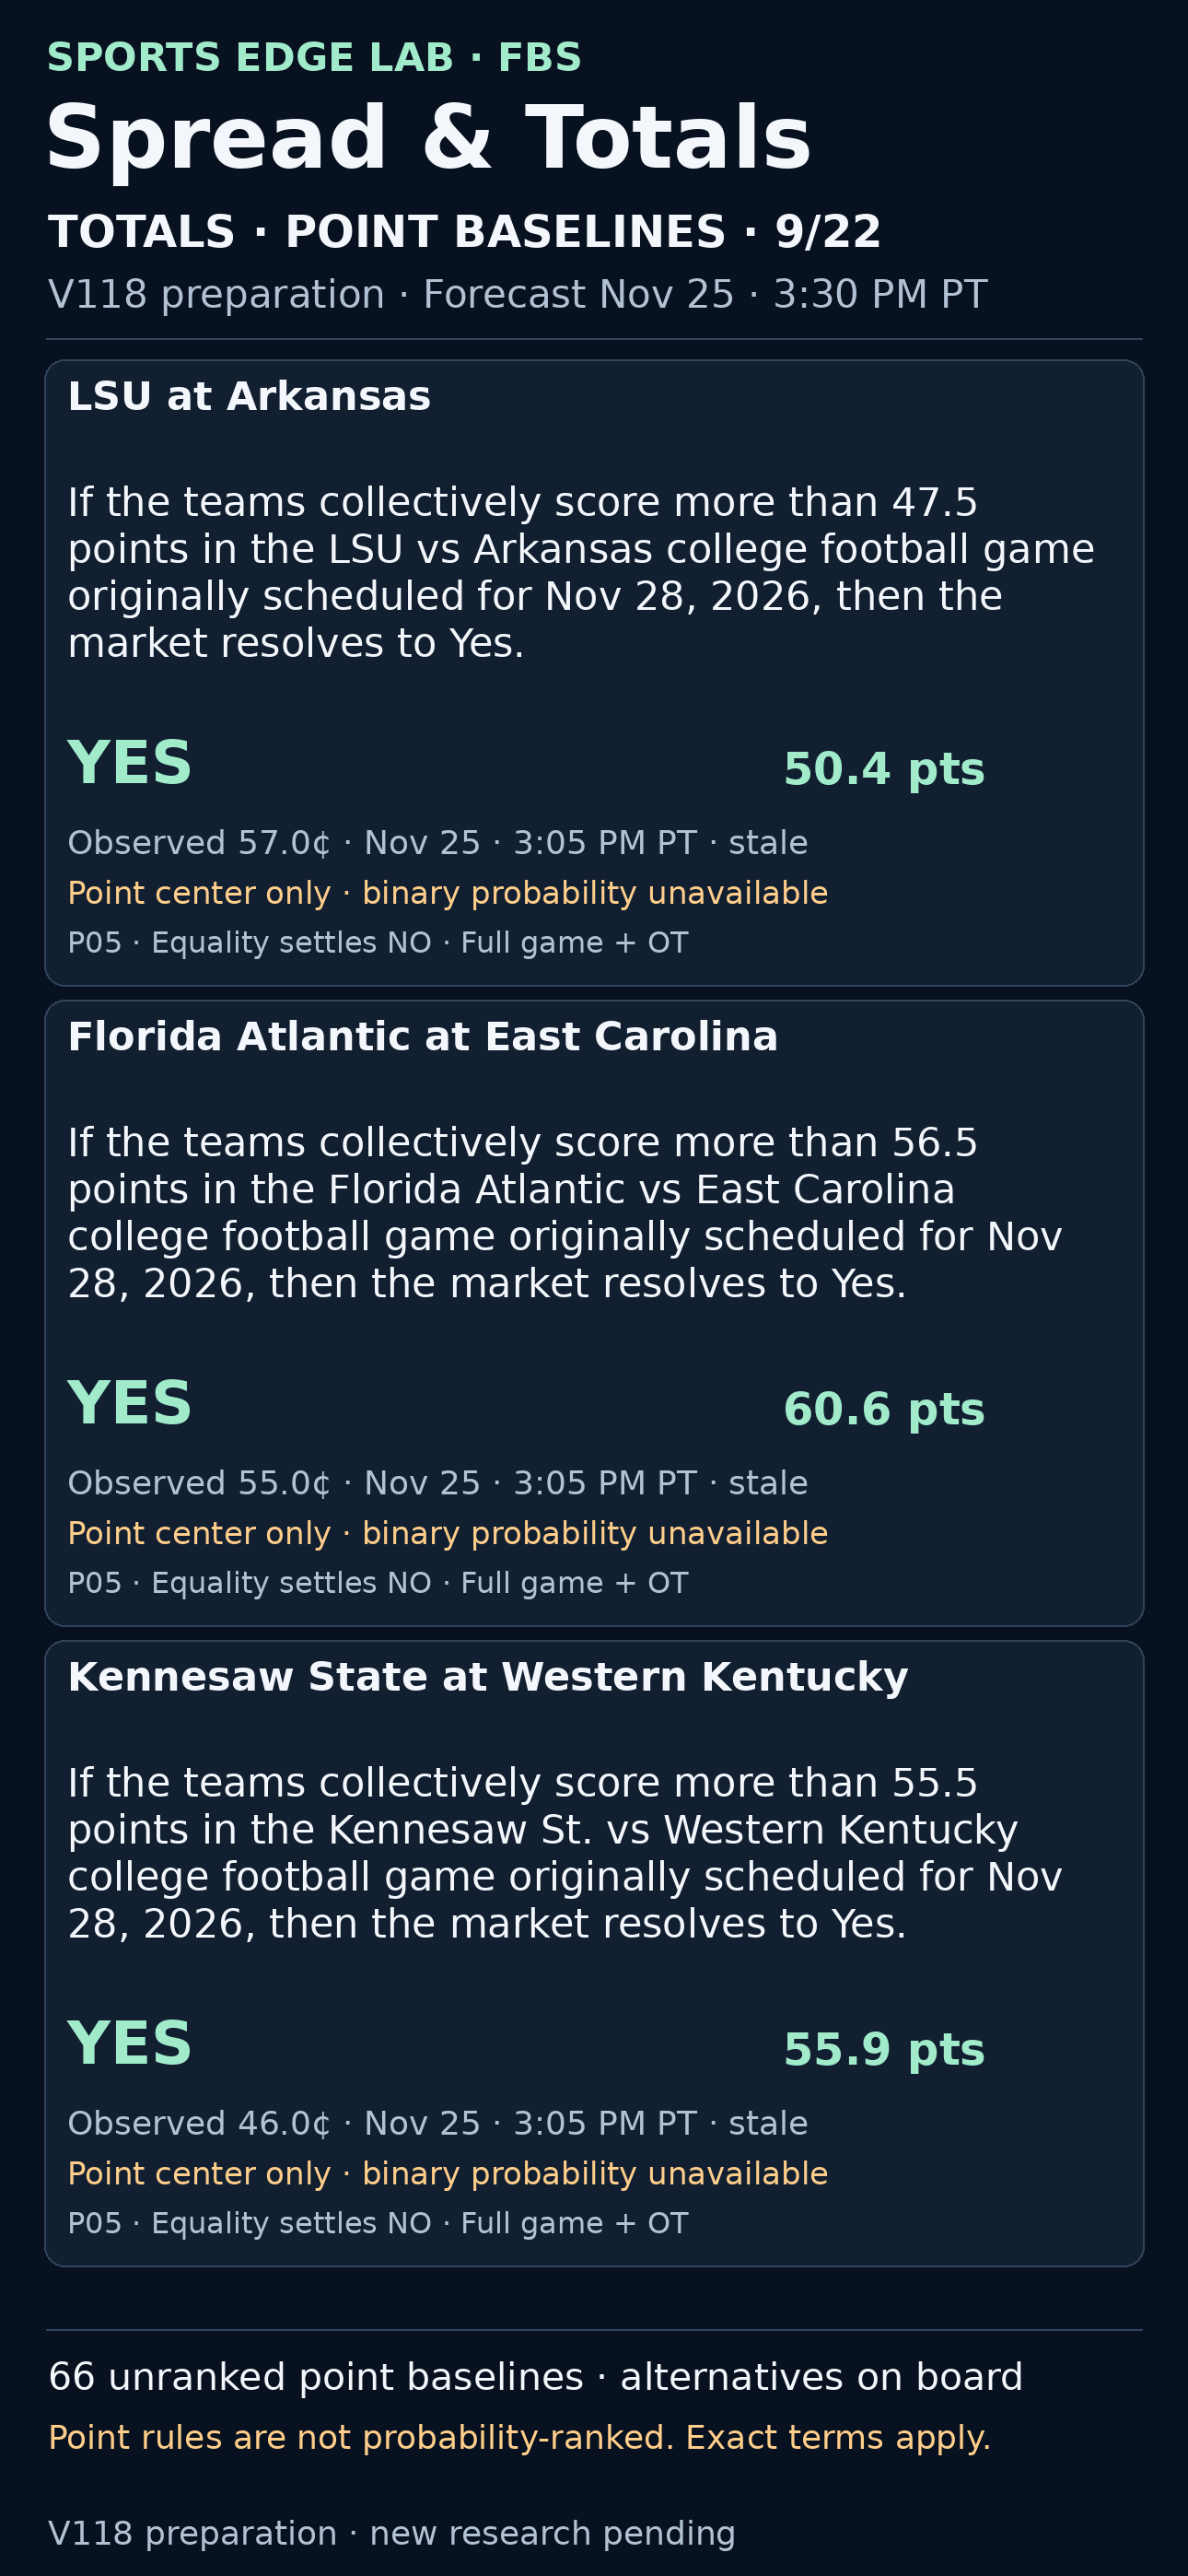 SPORTS EDGE LAB · FBS
Spread & Totals
TOTALS · POINT BASELINES · 9/22
V118 preparation · Forecast Nov 25 · 3:30 PM PT
LSU at Arkansas
If the teams collectively score more than 47.5
points in the LSU vs Arkansas college football game
originally scheduled for Nov 28, 2026, then the
market resolves to Yes.
YES 50.4 pts
Observed 57.0¢ · Nov 25 · 3:05 PM PT · stale
Point center only · binary probability unavailable
P05 · Equality settles NO · Full game + OT
Florida Atlantic at East Carolina
If the teams collectively score more than 56.5
points in the Florida Atlantic vs East Carolina
college football game originally scheduled for Nov
28, 2026, then the market resolves to Yes.
YES 60.6 pts
Observed 55.0¢ · Nov 25 · 3:05 PM PT · stale
Point center only · binary probability unavailable
P05 · Equality settles NO · Full game + OT
Kennesaw State at Western Kentucky
If the teams collectively score more than 55.5
points in the Kennesaw St. vs Western Kentucky
college football game originally scheduled for Nov
28, 2026, then the market resolves to Yes.
YES 55.9 pts
Observed 46.0¢ · Nov 25 · 3:05 PM PT · stale
Point center only · binary probability unavailable
P05 · Equality settles NO · Full game + OT
66 unranked point baselines · alternatives on board
Point rules are not probability-ranked. Exact terms apply.
V118 preparation · new research pending